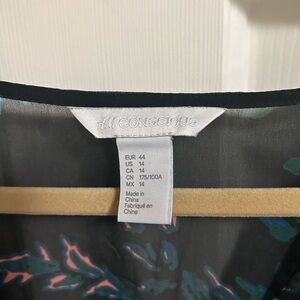 CONSCIOUS
EUR 44
US 14
CA 14
CN 175/100A
MX 14
Made in
China
Fabriqué en
Chine